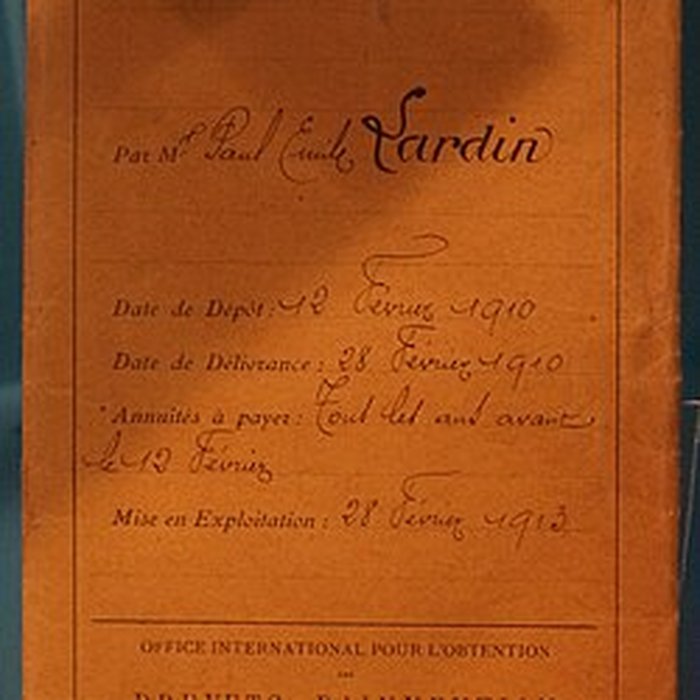 Par Mr Paul Emile Lardin
Date de Dépôt: 12 Février 1910
Date de Délivrance: 28 Février 1910
Annuités à payer: Tout les ans avant
le 12 Février
Mise en Exploitation: 28 Février 1913
OFFICE INTERNATIONAL POUR L'OBTENTION